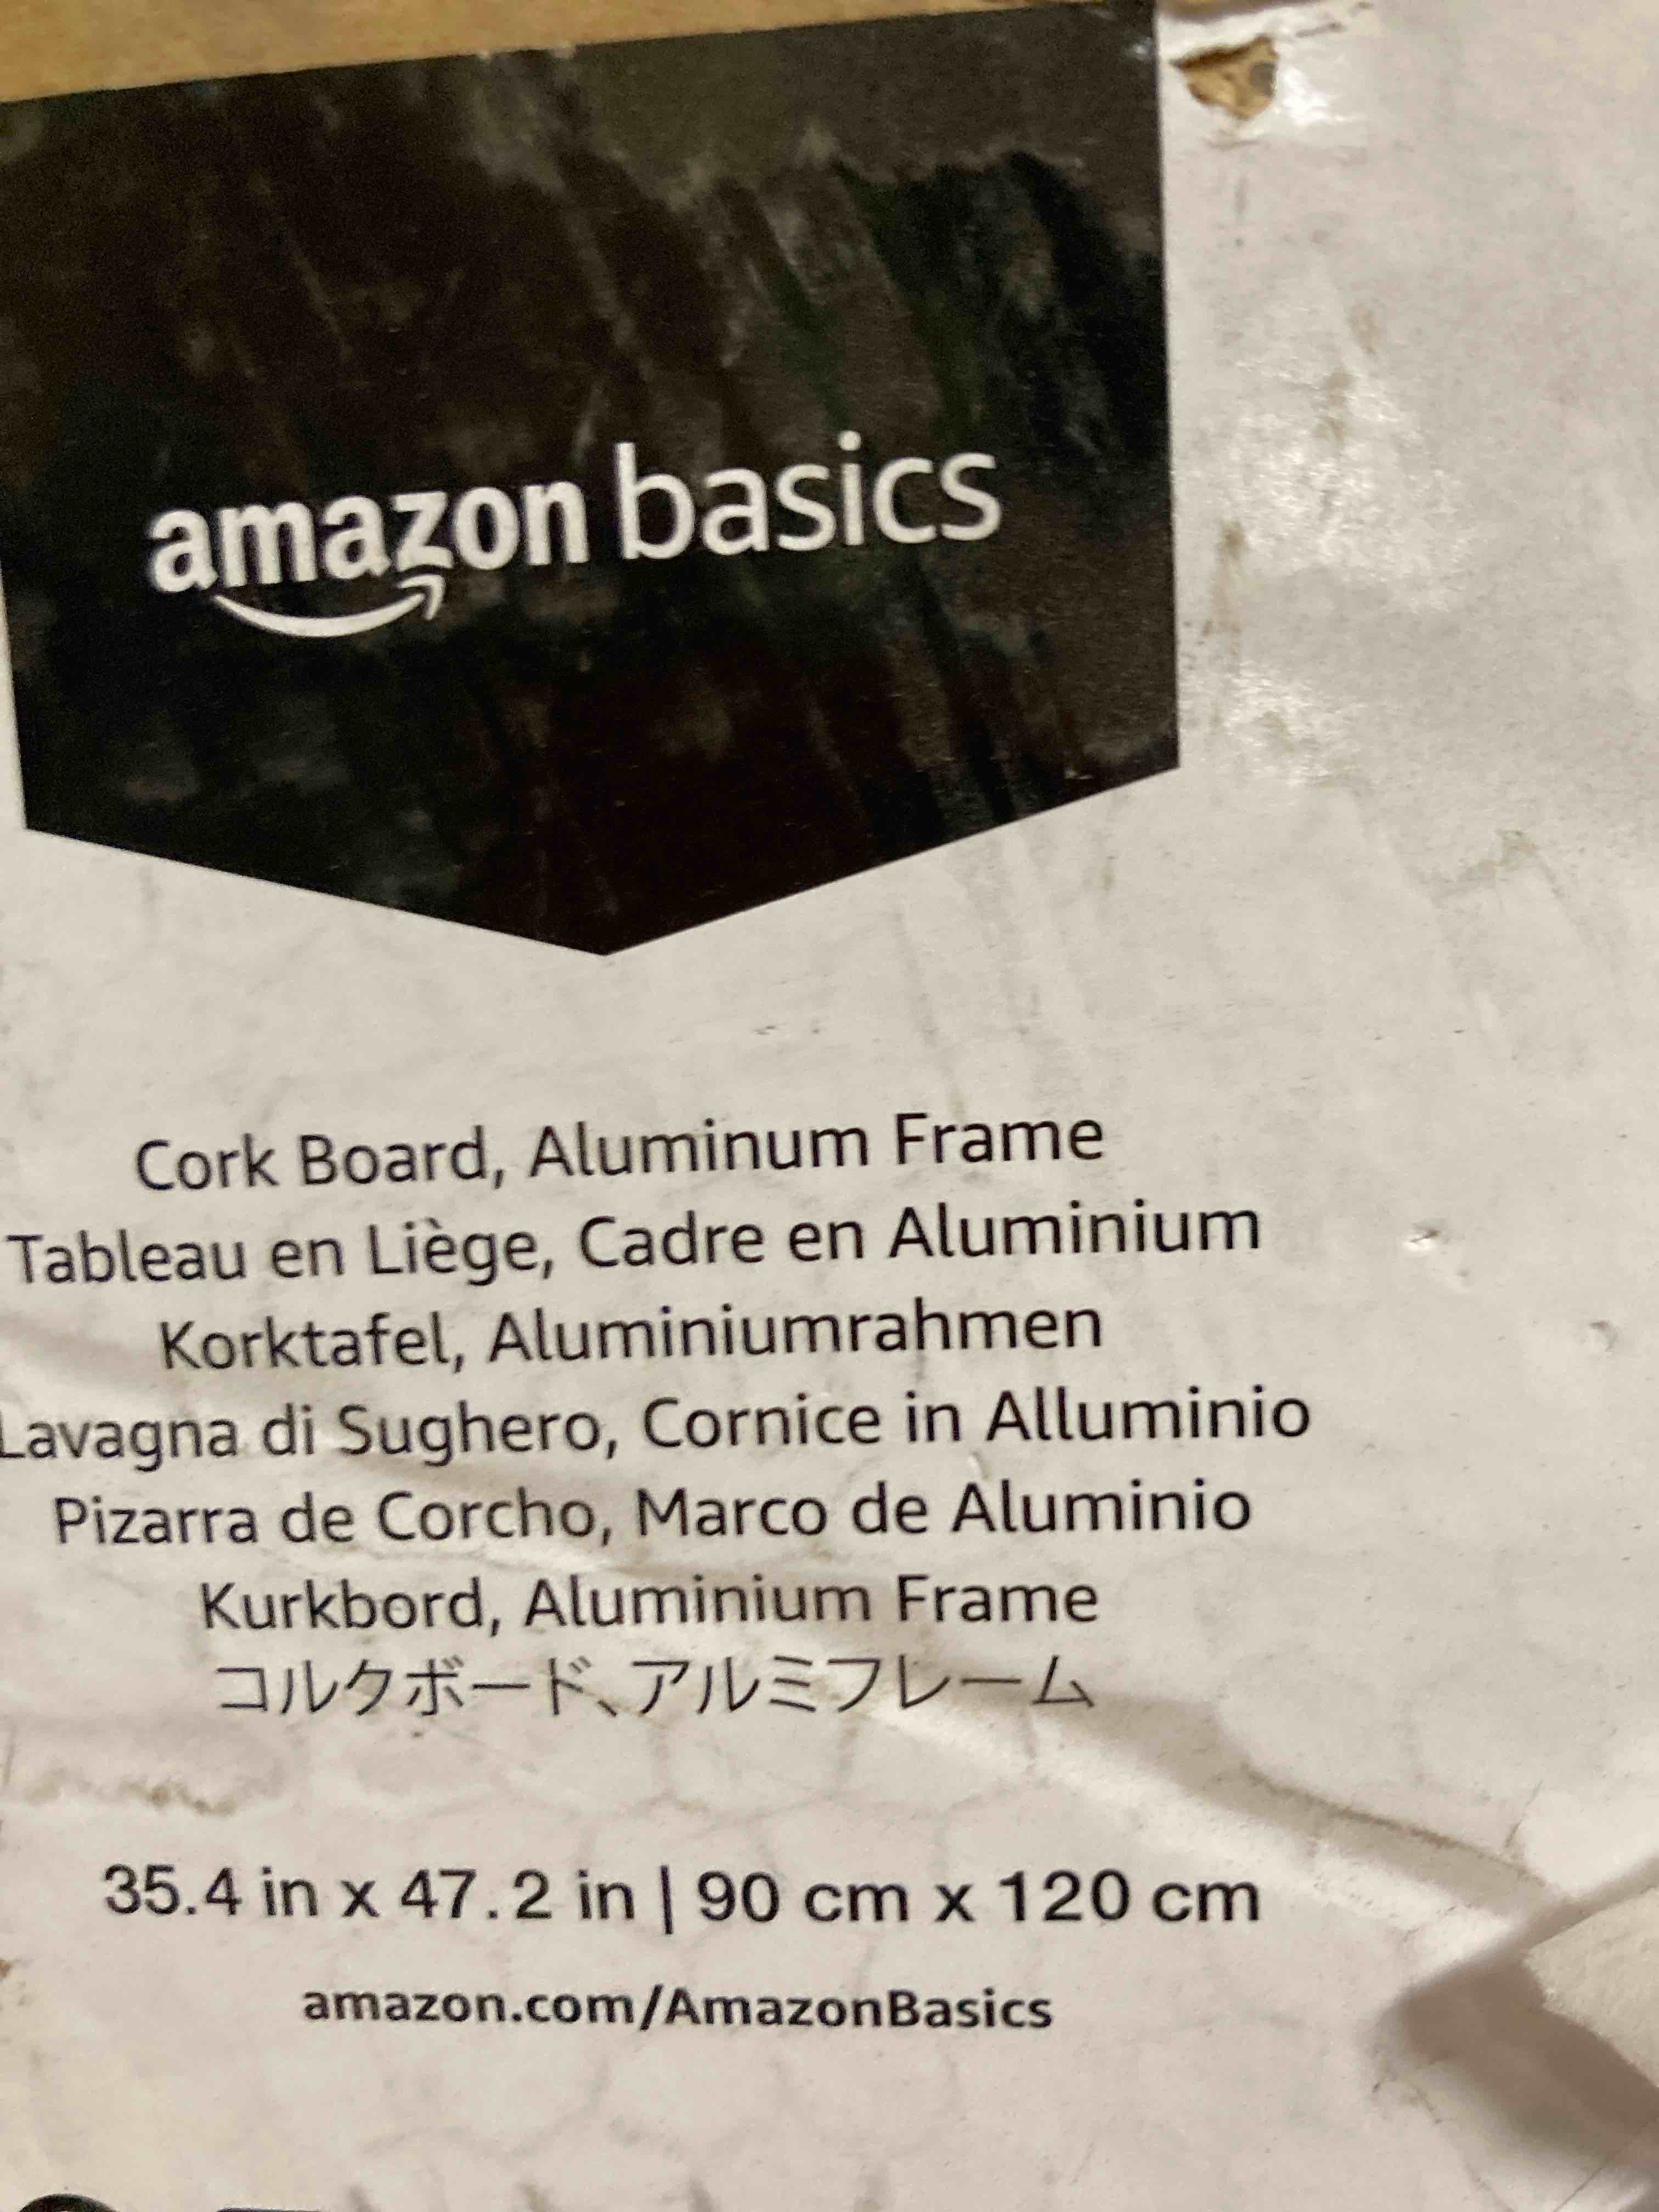 amazon basics
Cork Board, Aluminum Frame
Tableau en Liège, Cadre en Aluminium
Korktafel, Aluminiumrahmen
Lavagna di Sughero, Cornice in Alluminio
Pizarra de Corcho, Marco de Aluminio
Kurkbord, Aluminium Frame
コルクボード、アルミフレーム
35.4 in x 47.2 in | 90 cm x 120 cm
amazon.com/AmazonBasics